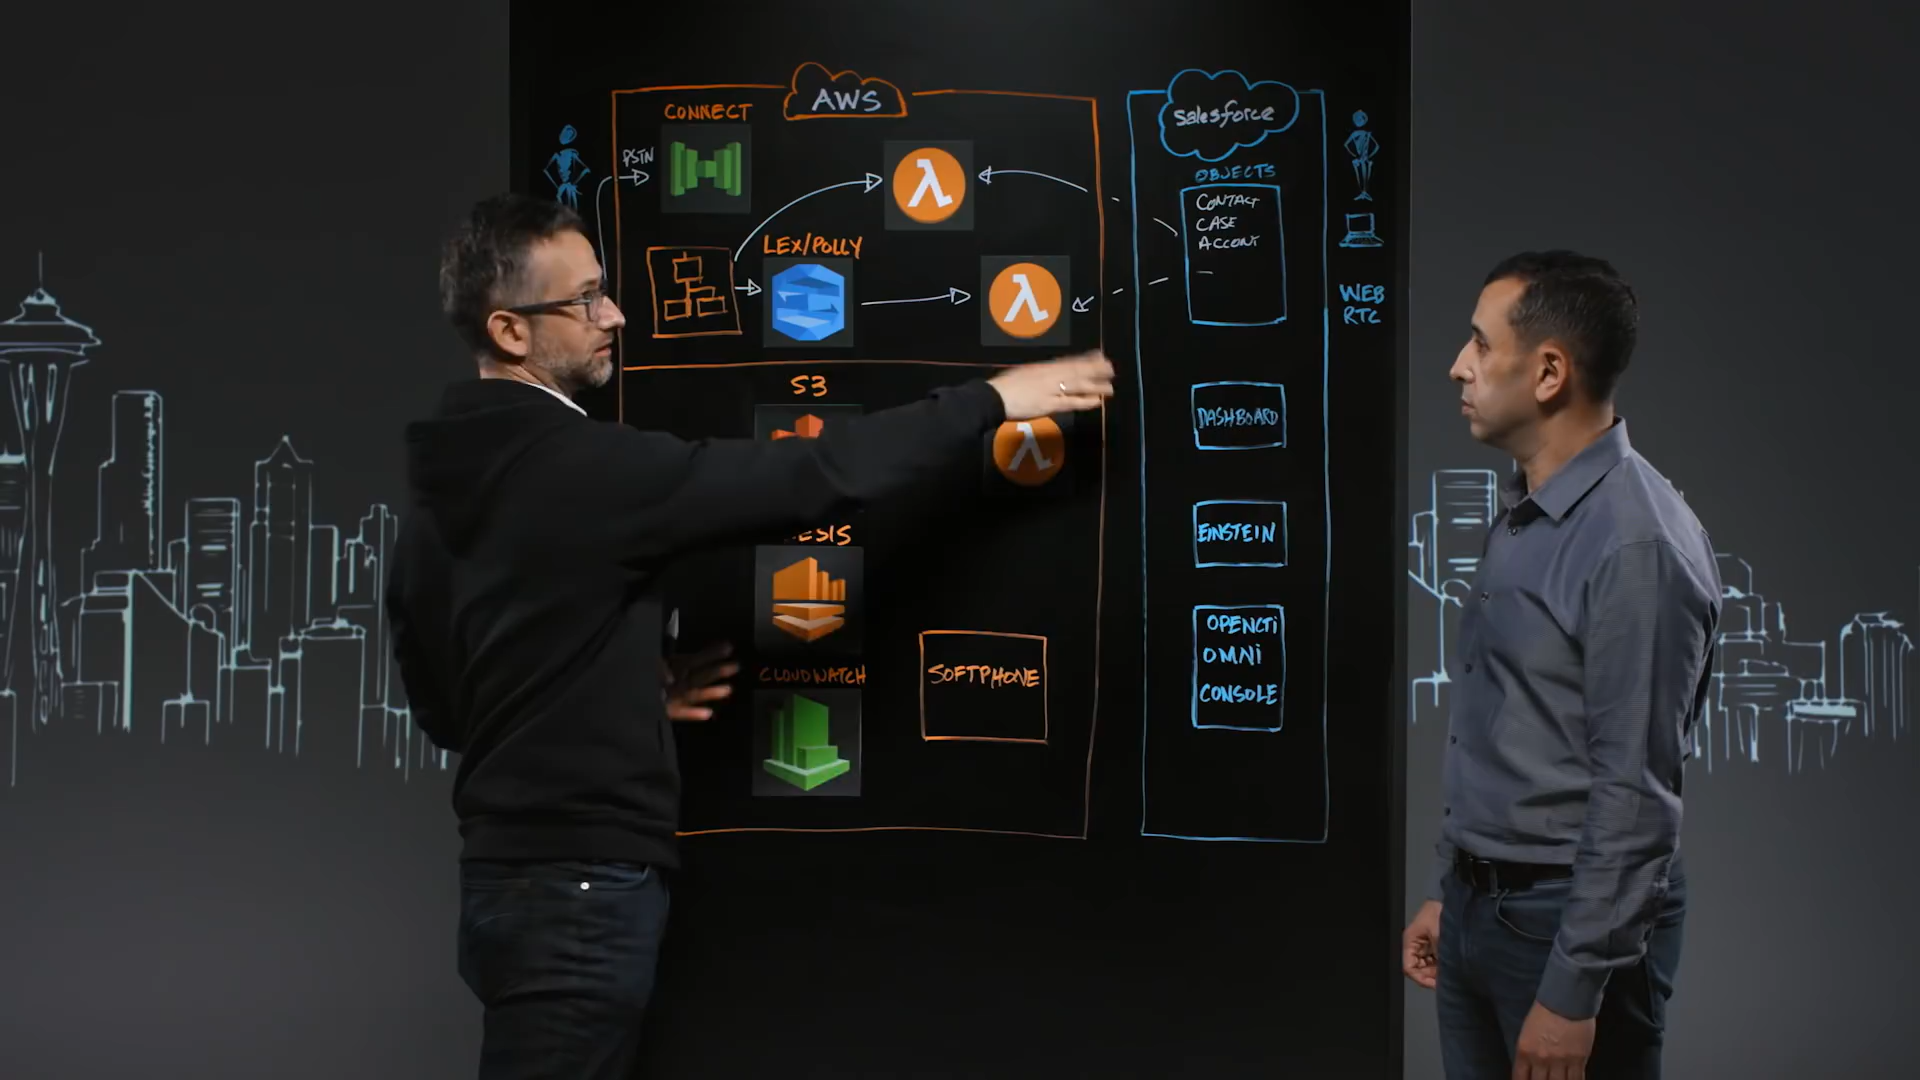 AWS
CONNECT
PSTN
λ
LEX/POLLY
λ
S3
λ
ESIS
CLOUDWATCH
SOFTPHONE
salesforce
OBJECTS
CONTACT
CASE
ACCONT
DASHBOARD
EINSTEIN
OPENCTI
OMNI
CONSOLE
WEB
RTC